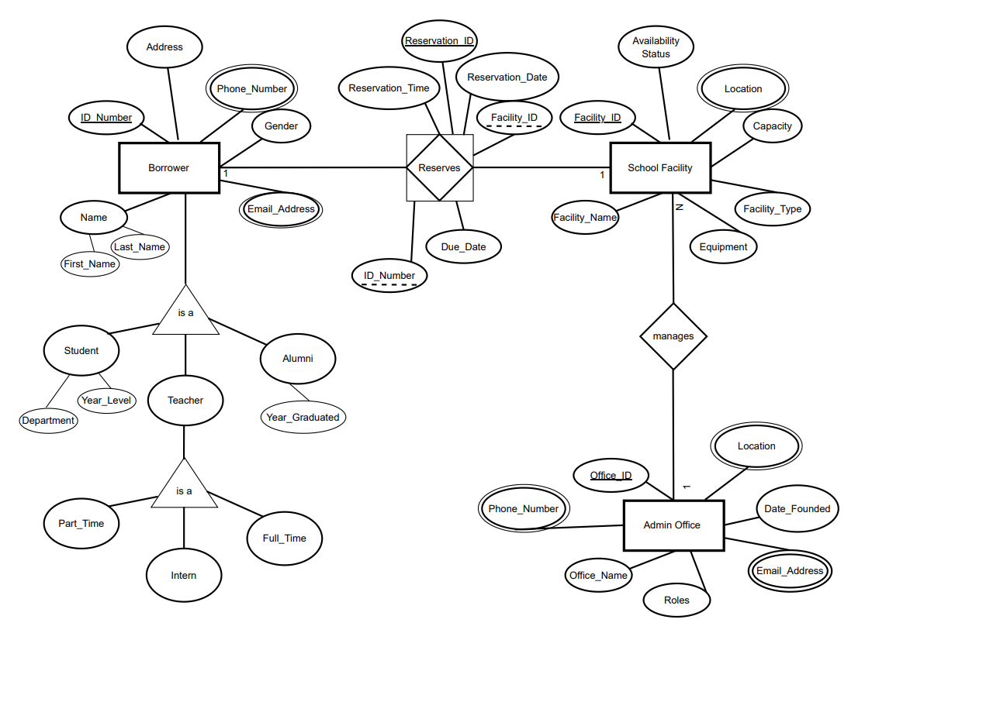 Reservation_ID
Address
Availability
Status
Reservation_Date
Phone_Number
Reservation_Time
Location
ID_Number
Gender
Facility_ID
Facility_ID
Capacity
Borrower
Reserves
School Facility
1
1
Email_Address
N
Facility_Type
Name
Facility_Name
Last_Name
First_Name
Due_Date
Equipment
ID_Number
is a
manages
Student
Alumni
Teacher
Year_Level
Department
Year_Graduated
Location
Office_ID
1
is a
Phone_Number
Date_Founded
Part_Time
Admin Office
Full_Time
Intern
Office_Name
Email_Address
Roles